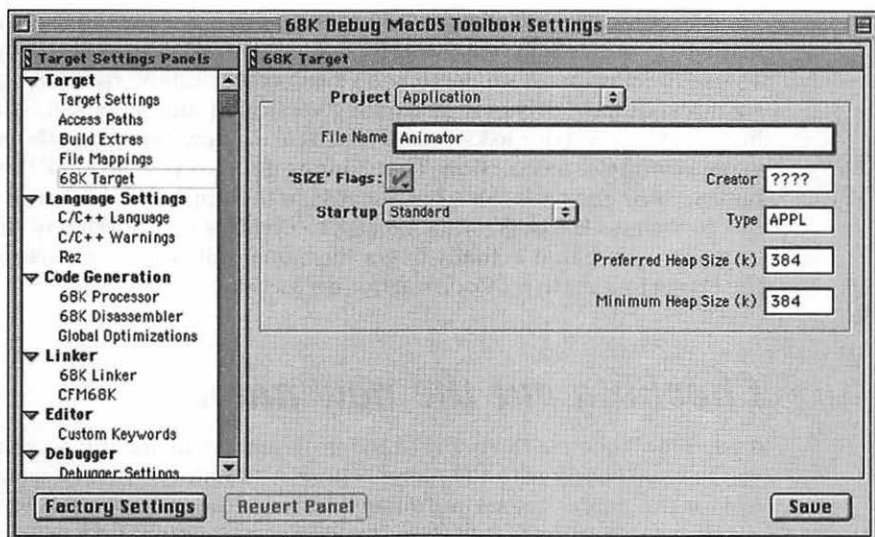 68K Debug MacOS Toolbox Settings
Target Settings Panels
Target
Target Settings
Access Paths
Build Extras
File Mappings
68K Target
Language Settings
C/C++ Language
C/C++ Warnings
Rez
Code Generation
68K Processor
68K Disassembler
Global Optimizations
Linker
68K Linker
CFM68K
Editor
Custom Keywords
Debugger
Debugger Settings
68K Target
Project Application
File Name Animator
"SIZE" Flags:
Creator ????
Startup Standard
Type APPL
Preferred Heap Size (k) 384
Minimum Heap Size (k) 384
Factory Settings
Revert Panel
Save